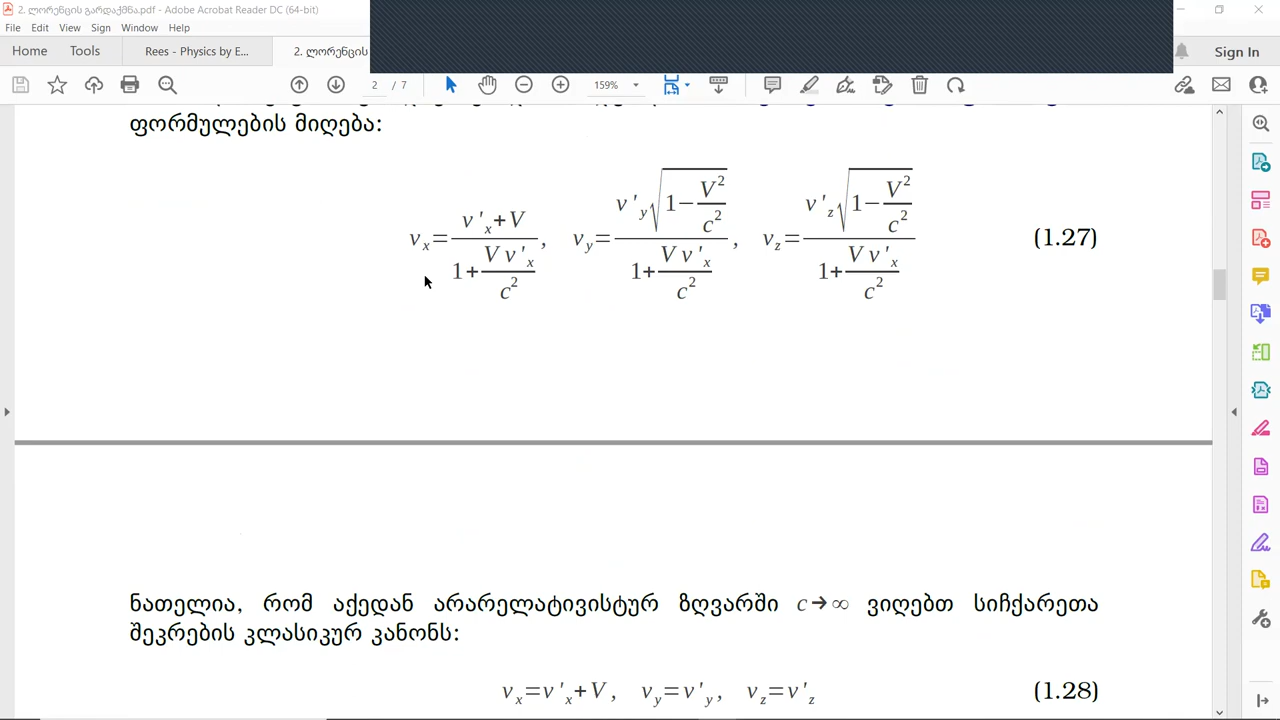 2. ლორენცის გარდაქმნა.pdf - Adobe Acrobat Reader DC (64-bit)
File Edit View Sign Window Help
Home Tools Rees - Physics by E... 2. ლორენცის Sign In
2 / 7 159%
ფორმულების მიღება:
v_x = (v'_x + V) / (1 + V v'_x / c^2), v_y = v'_y √(1 − V^2/c^2) / (1 + V v'_x / c^2), v_z = v'_z √(1 − V^2/c^2) / (1 + V v'_x / c^2) (1.27)
ნათელია, რომ აქედან არარელატივისტურ ზღვარში c→∞ ვიღებთ სიჩქარეთა
შეკრების კლასიკურ კანონს:
v_x = v'_x + V, v_y = v'_y, v_z = v'_z (1.28)